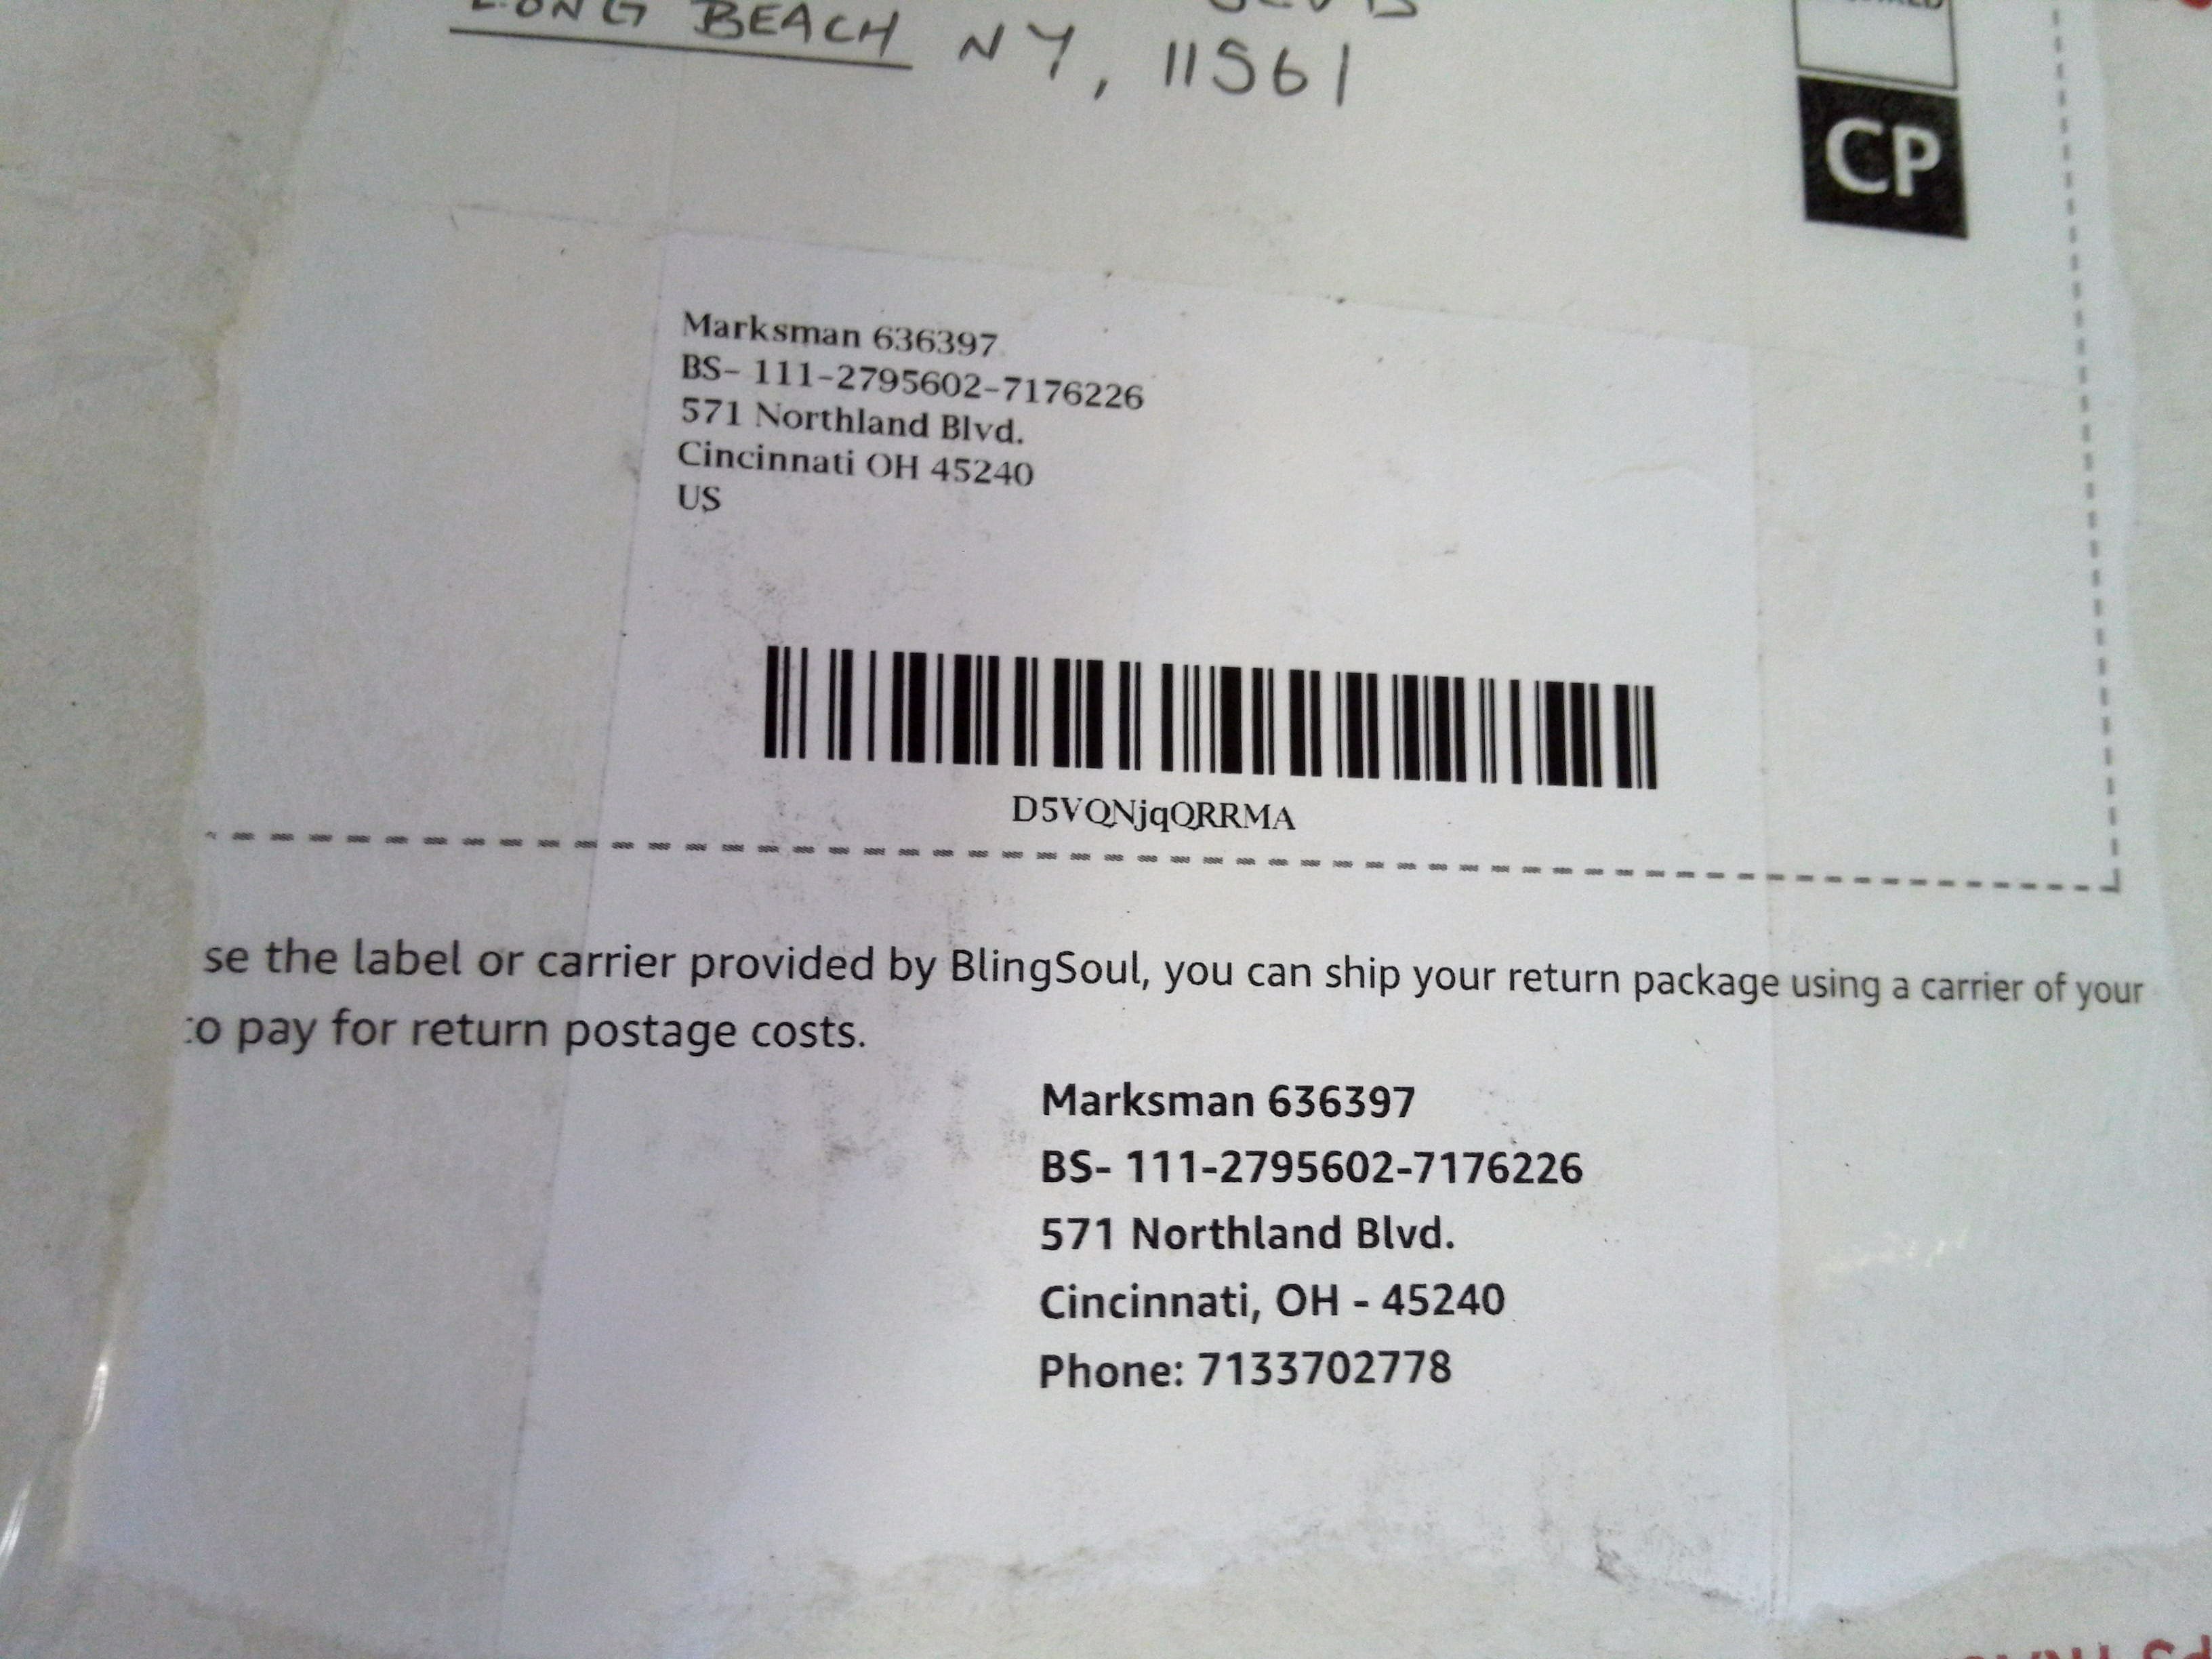 LONG BEACH NY, 11561
CP
Marksman 636397
BS- 111-2795602-7176226
571 Northland Blvd.
Cincinnati OH 45240
US
D5VQNjqQRRMA
se the label or carrier provided by BlingSoul, you can ship your return package using a carrier of your
to pay for return postage costs.
Marksman 636397
BS- 111-2795602-7176226
571 Northland Blvd.
Cincinnati, OH - 45240
Phone: 7133702778